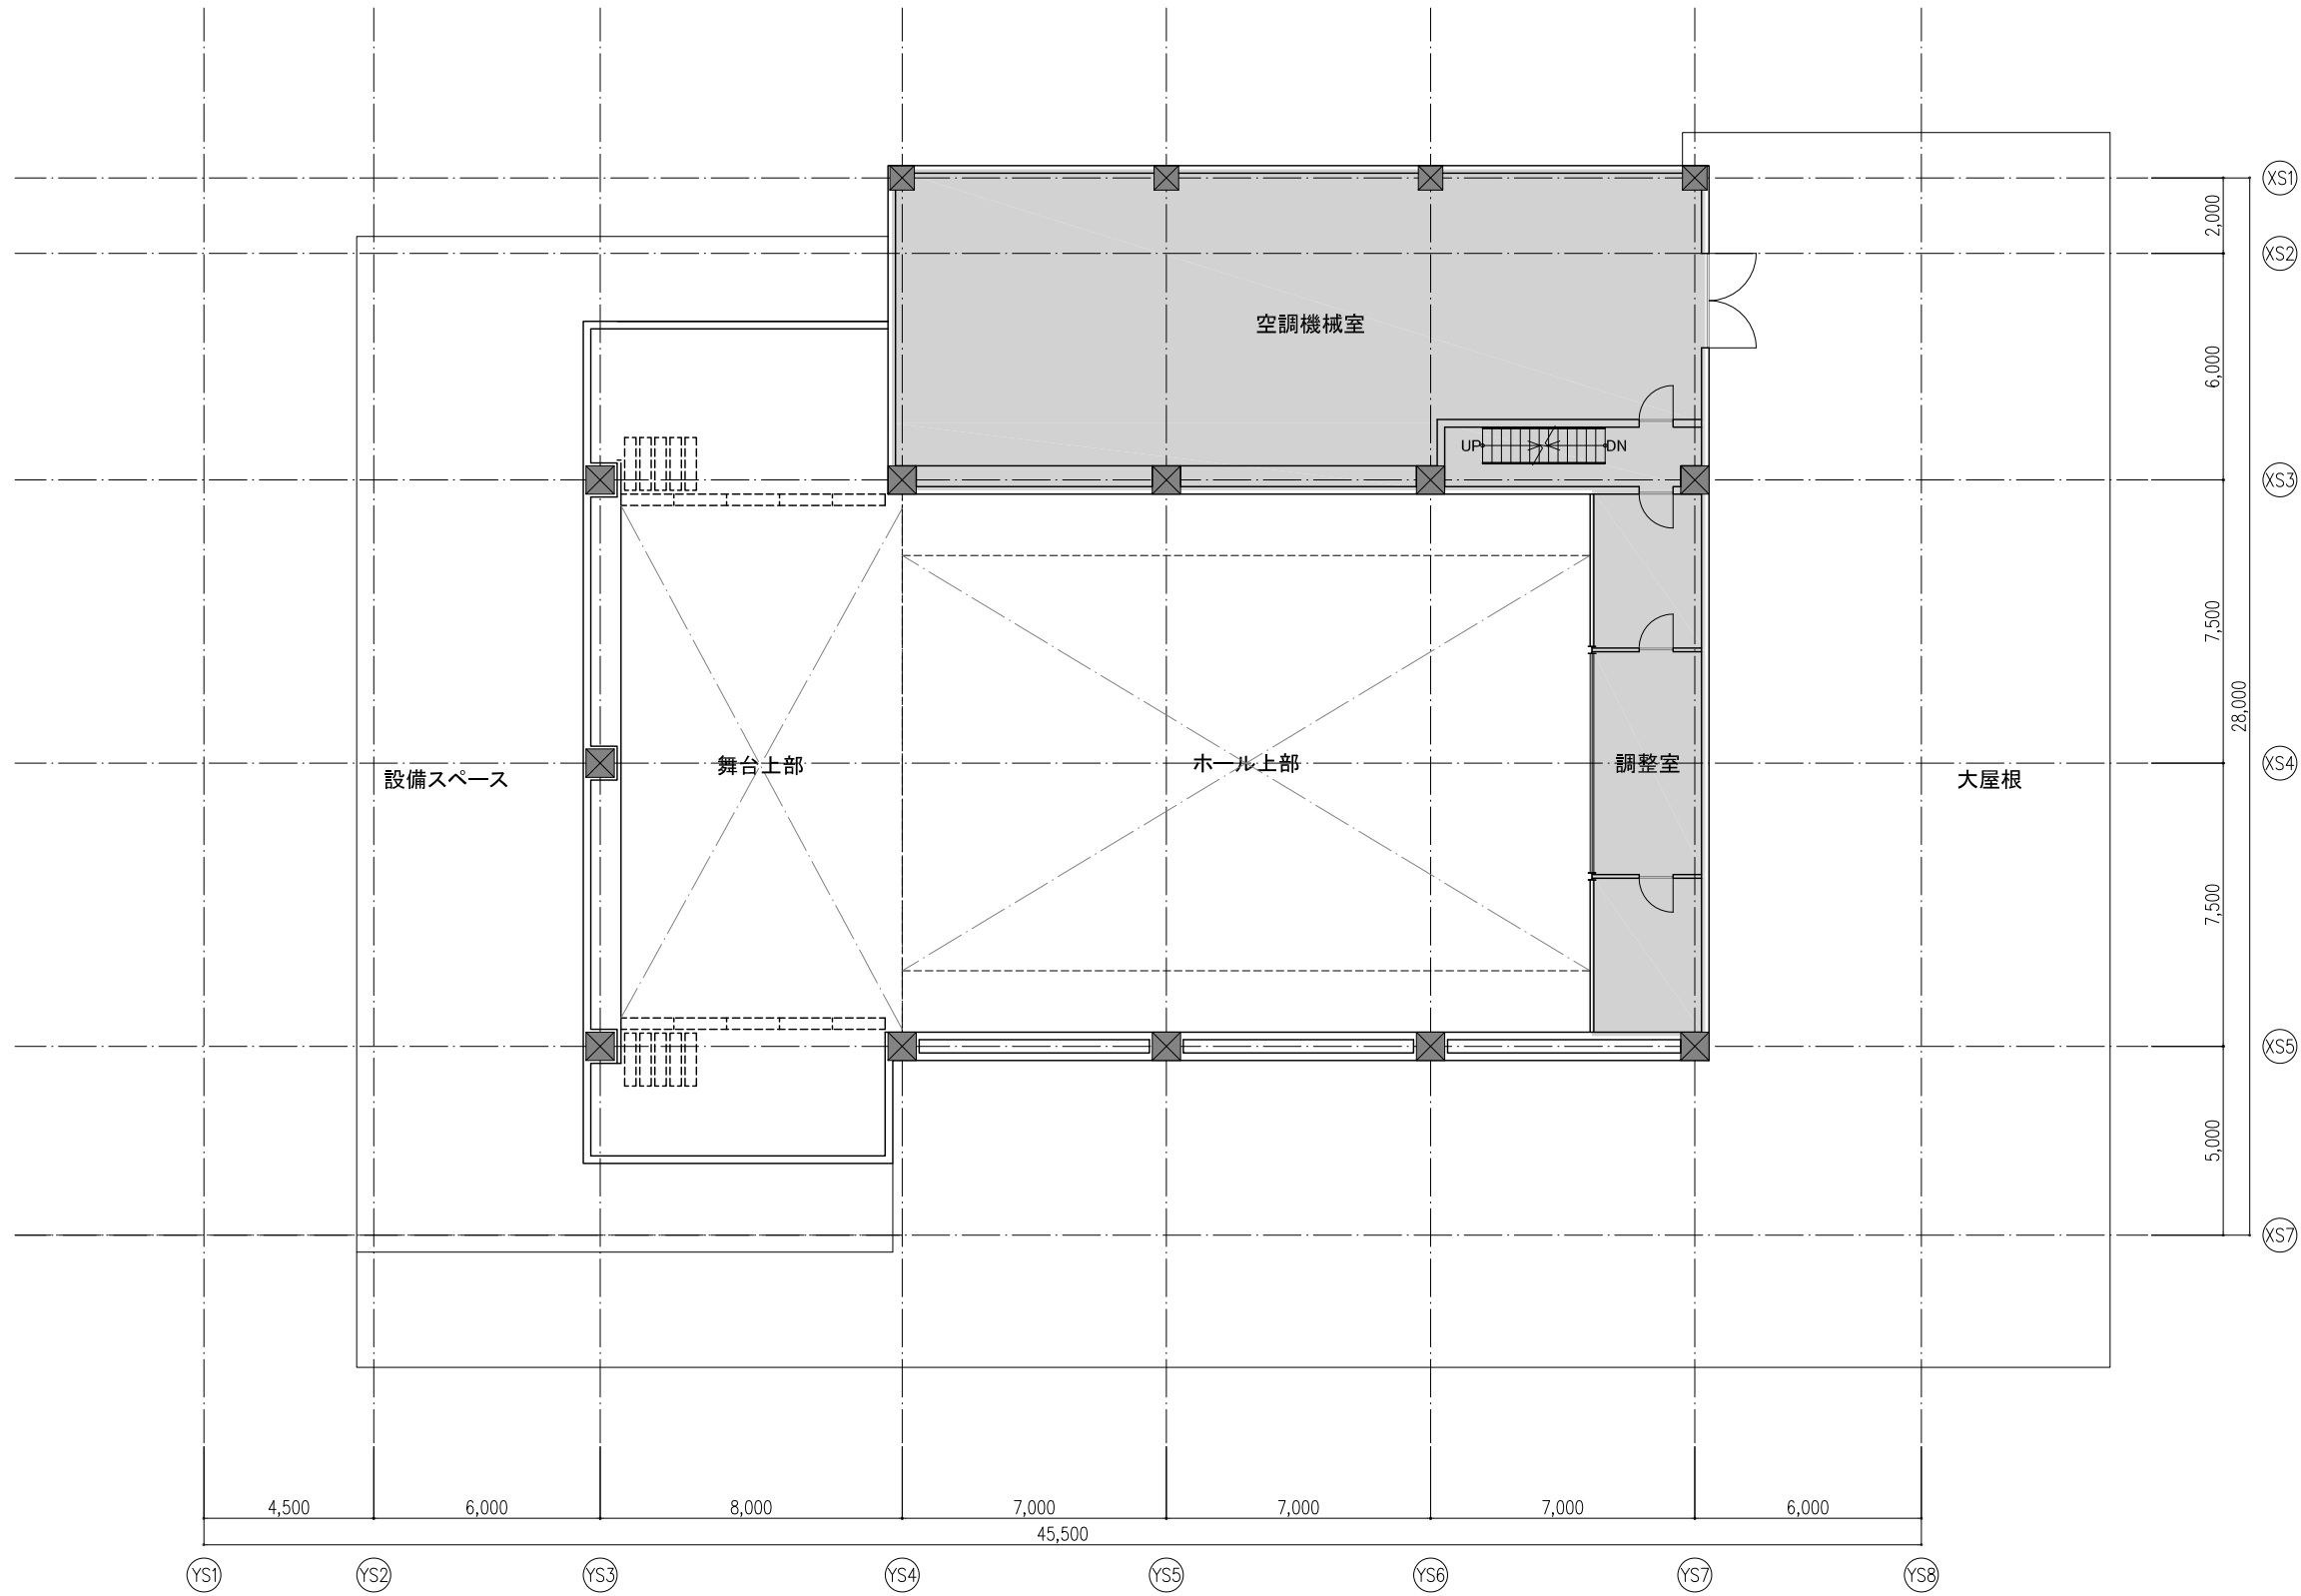 XS1
2,000
XS2
空調機械室
6,000
UP
DN
XS3
7,500
28,000
設備スペース
舞台上部
ホール上部
調整室
大屋根
XS4
7,500
XS5
5,000
XS7
4,500
6,000
8,000
7,000
7,000
7,000
6,000
45,500
YS1
YS2
YS3
YS4
YS5
YS6
YS7
YS8